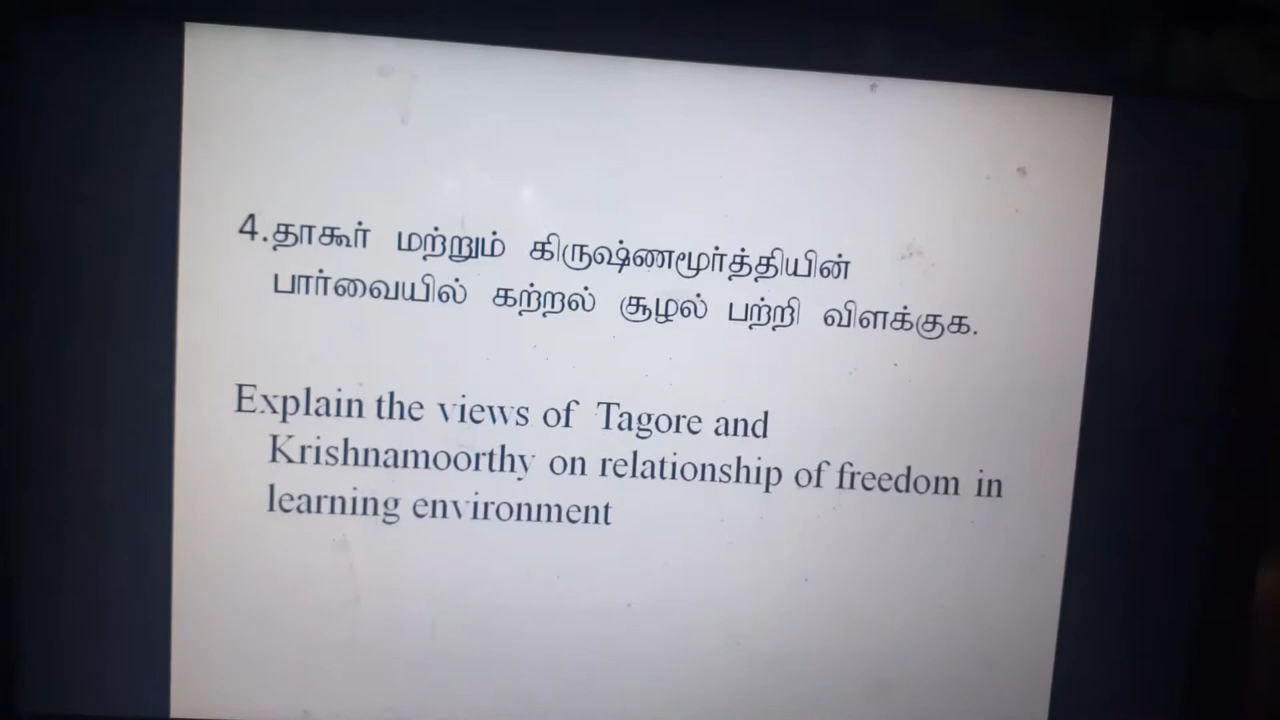 4.தாகூர் மற்றும் கிருஷ்ணமூர்த்தியின்
பார்வையில் கற்றல் சூழல் பற்றி விளக்குக.
Explain the views of Tagore and
Krishnamoorthy on relationship of freedom in
learning environment